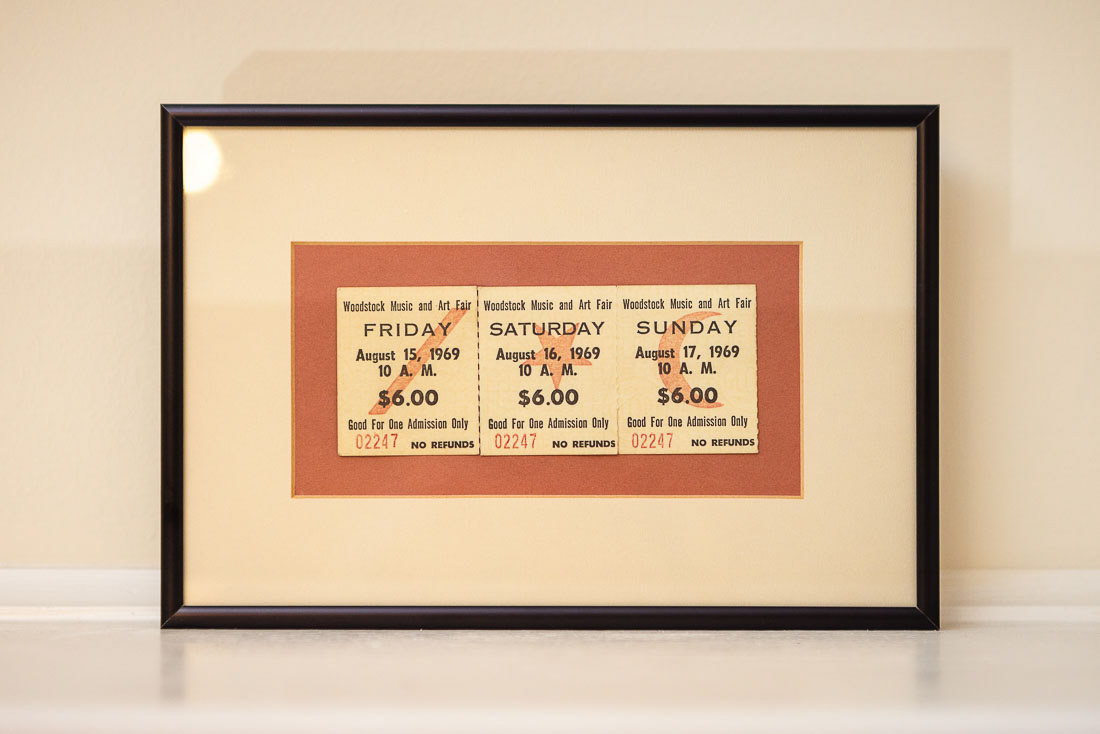 Woodstock Music and Art Fair
FRIDAY
August 15, 1969
10 A. M.
$6.00
Good For One Admission Only
02247 NO REFUNDS
Woodstock Music and Art Fair
SATURDAY
August 16, 1969
10 A. M.
$6.00
Good For One Admission Only
02247 NO REFUNDS
Woodstock Music and Art Fair
SUNDAY
August 17, 1969
10 A. M.
$6.00
Good For One Admission Only
02247 NO REFUNDS